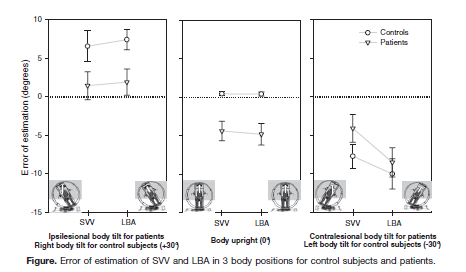 10
5
0
-5
-10
-15
Error of estimation (degrees)
Controls
Patients
SVV LBA
SVV LBA
SVV LBA
Ipsilesional body tilt for patients
Right body tilt for control subjects (+30°)
Body upright (0°)
Contralesional body tilt for patients
Left body tilt for control subjects (-30°)
Figure. Error of estimation of SVV and LBA in 3 body positions for control subjects and patients.